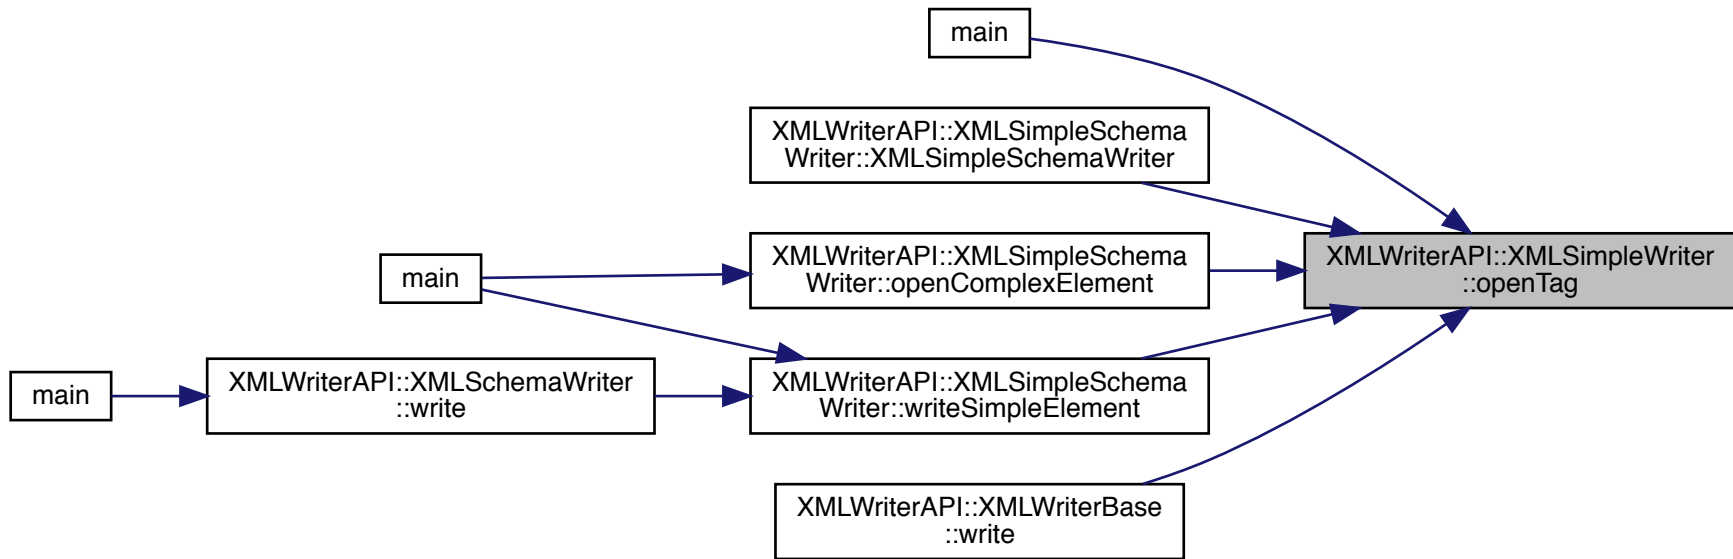 main
XMLWriterAPI::XMLSimpleSchema
Writer::XMLSimpleSchemaWriter
XMLWriterAPI::XMLSimpleWriter
::openTag
XMLWriterAPI::XMLSimpleSchema
Writer::openComplexElement
main
XMLWriterAPI::XMLSimpleSchema
Writer::writeSimpleElement
XMLWriterAPI::XMLSchemaWriter
::write
main
XMLWriterAPI::XMLWriterBase
::write